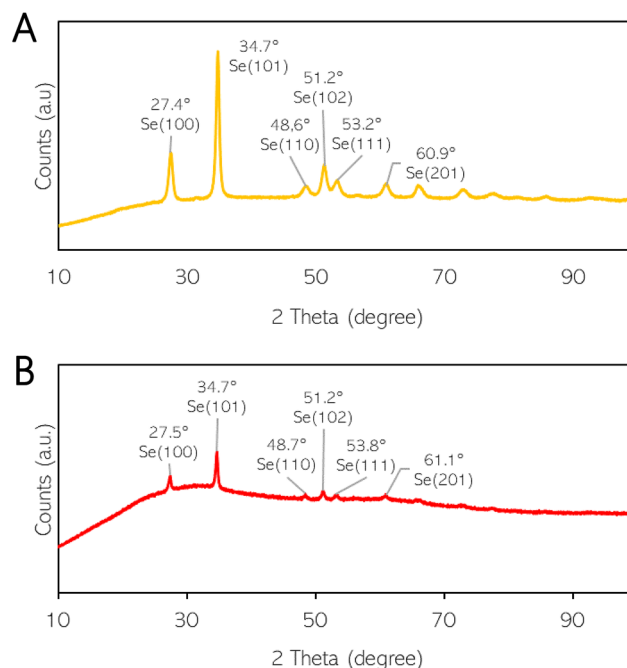 A
34.7°
Se(101)
27.4°
Se(100)
51.2°
Se(102)
48,6°
Se(110)
53.2°
Se(111)
60.9°
Se(201)
Counts (a.u)
10 30 50 70 90
2 Theta (degree)
B
34.7°
Se(101)
27.5°
Se(100)
51.2°
Se(102)
48.7°
Se(110)
53.8°
Se(111)
61.1°
Se(201)
Counts (a.u.)
10 30 50 70 90
2 Theta (degree)